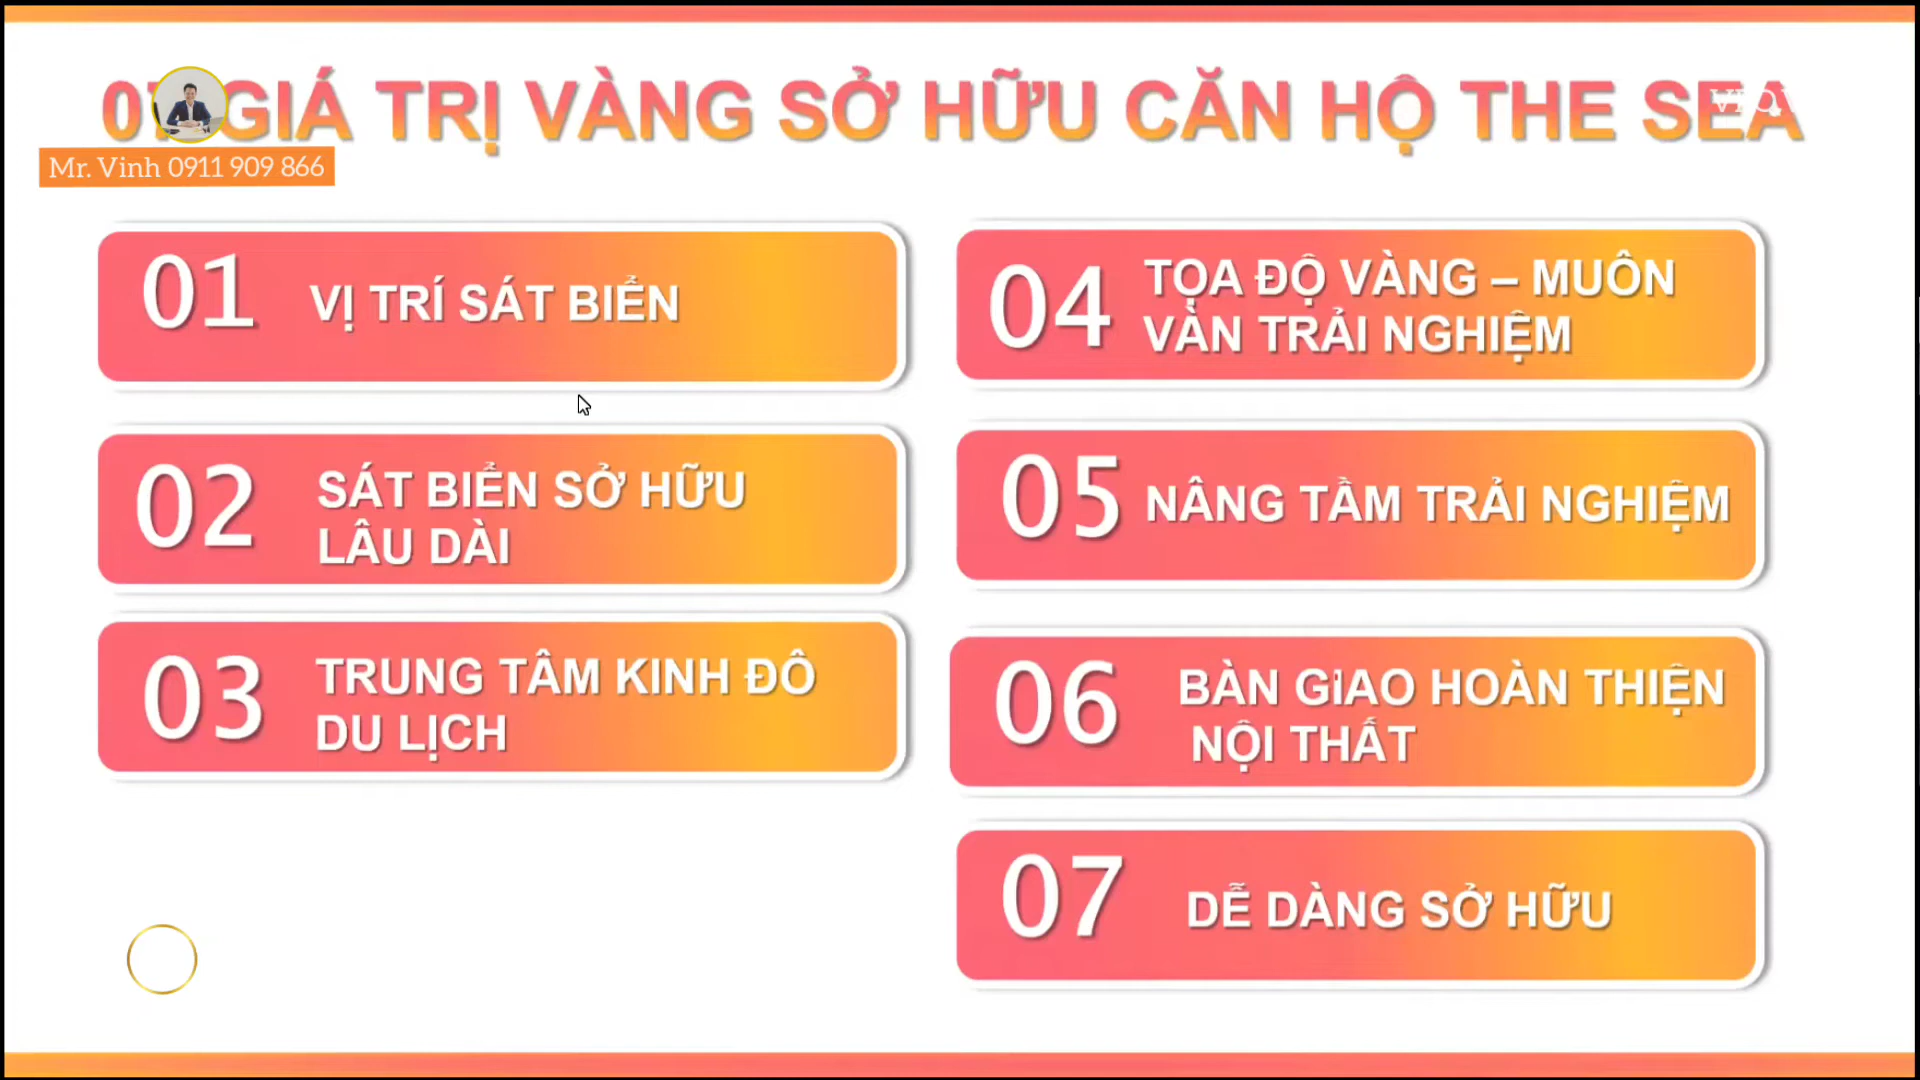 07 GIÁ TRỊ VÀNG SỞ HỮU CĂN HỘ THE SEA
Mr. Vinh 0911 909 866
01 VỊ TRÍ SÁT BIỂN
02 SÁT BIỂN SỞ HỮU
LÂU DÀI
03 TRUNG TÂM KINH ĐÔ
DU LỊCH
04 TỌA ĐỘ VÀNG – MUÔN
VÀN TRẢI NGHIỆM
05 NÂNG TẦM TRẢI NGHIỆM
06 BÀN GiAO HOÀN THIỆN
NỘI THẤT
07 DỄ DÀNG SỞ HỮU